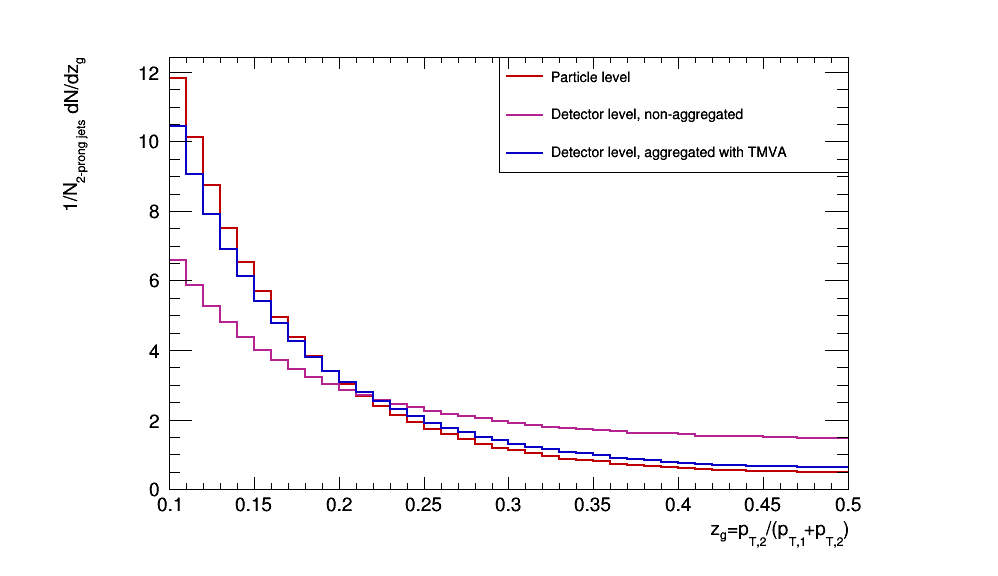 12
10
8
6
4
2
0
1/N2-prong jets dN/dzg
Particle level
Detector level, non-aggregated
Detector level, aggregated with TMVA
0.1 0.15 0.2 0.25 0.3 0.35 0.4 0.45 0.5
zg=pT,2/(pT,1+pT,2)